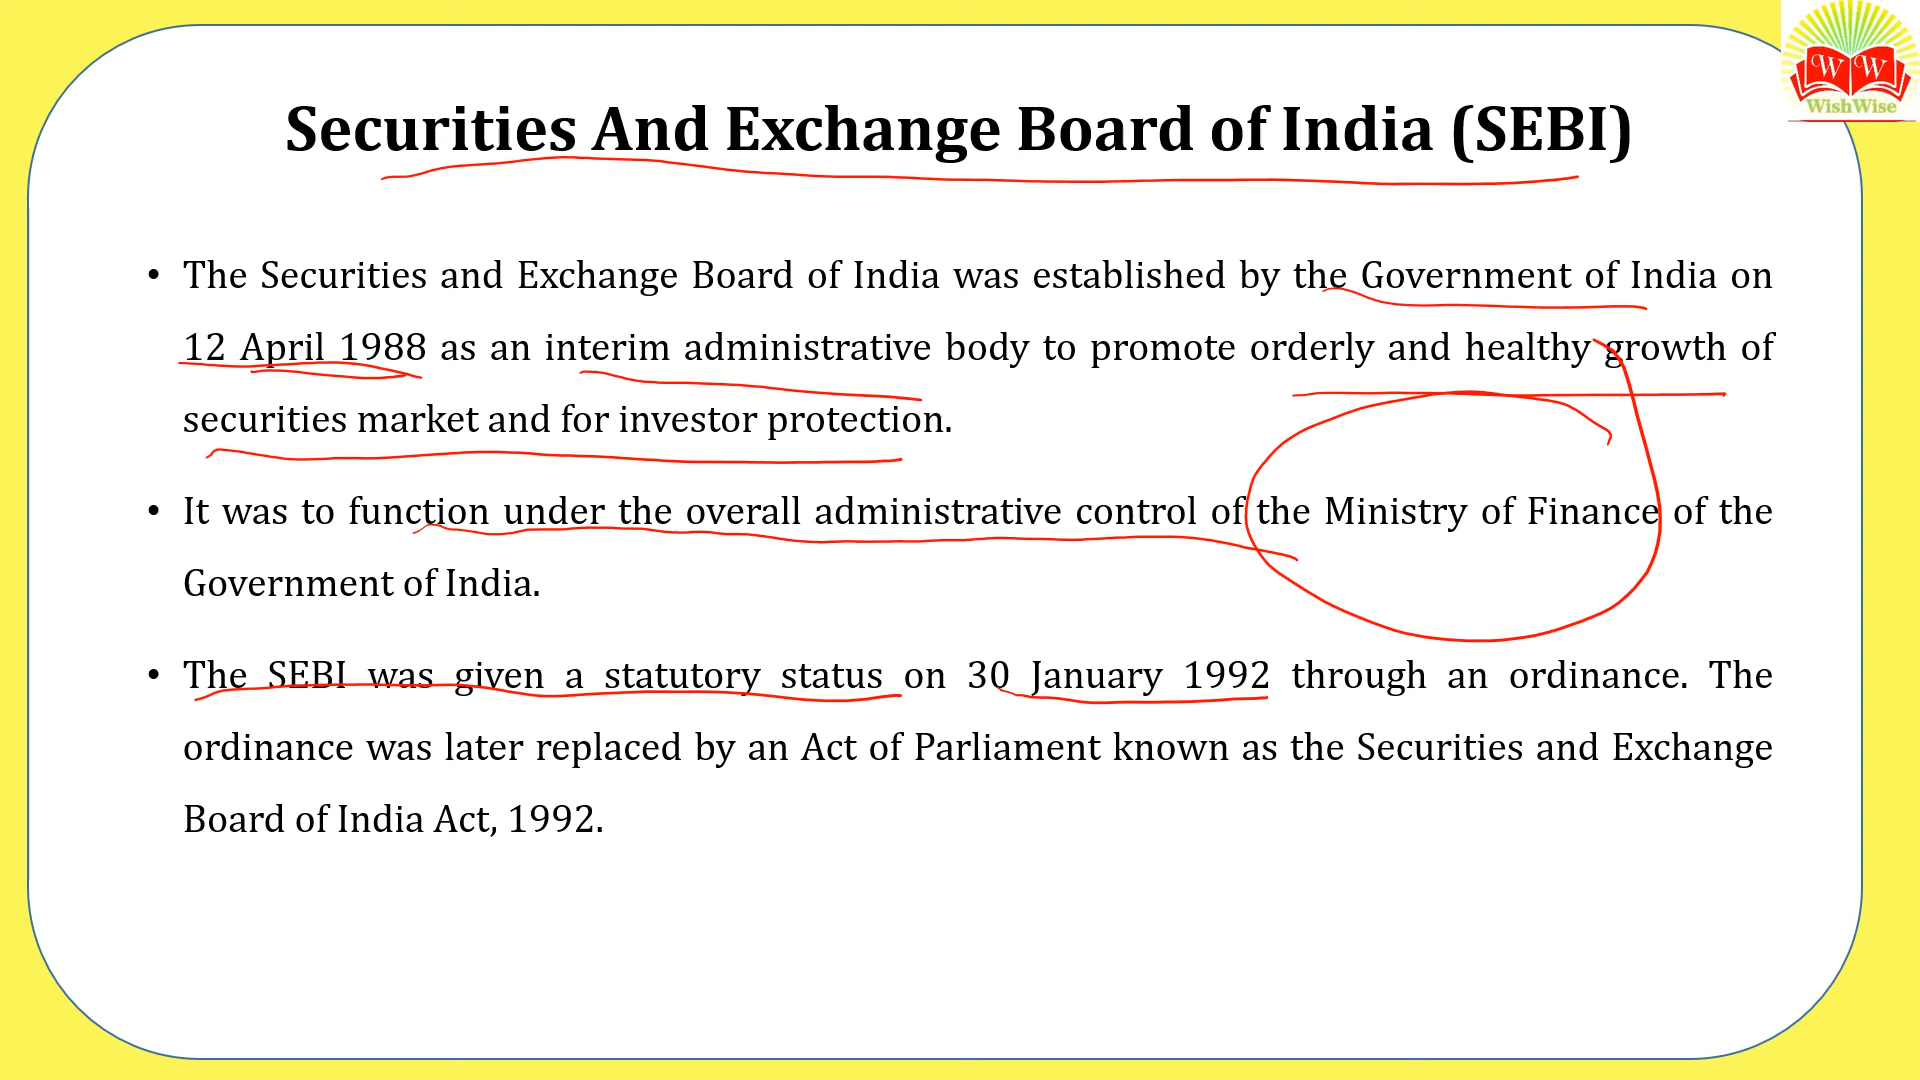 W W
WishWise
Securities And Exchange Board of India (SEBI)
• The Securities and Exchange Board of India was established by the Government of India on
12 April 1988 as an interim administrative body to promote orderly and healthy growth of
securities market and for investor protection.
• It was to function under the overall administrative control of the Ministry of Finance of the
Government of India.
• The SEBI was given a statutory status on 30 January 1992 through an ordinance. The
ordinance was later replaced by an Act of Parliament known as the Securities and Exchange
Board of India Act, 1992.